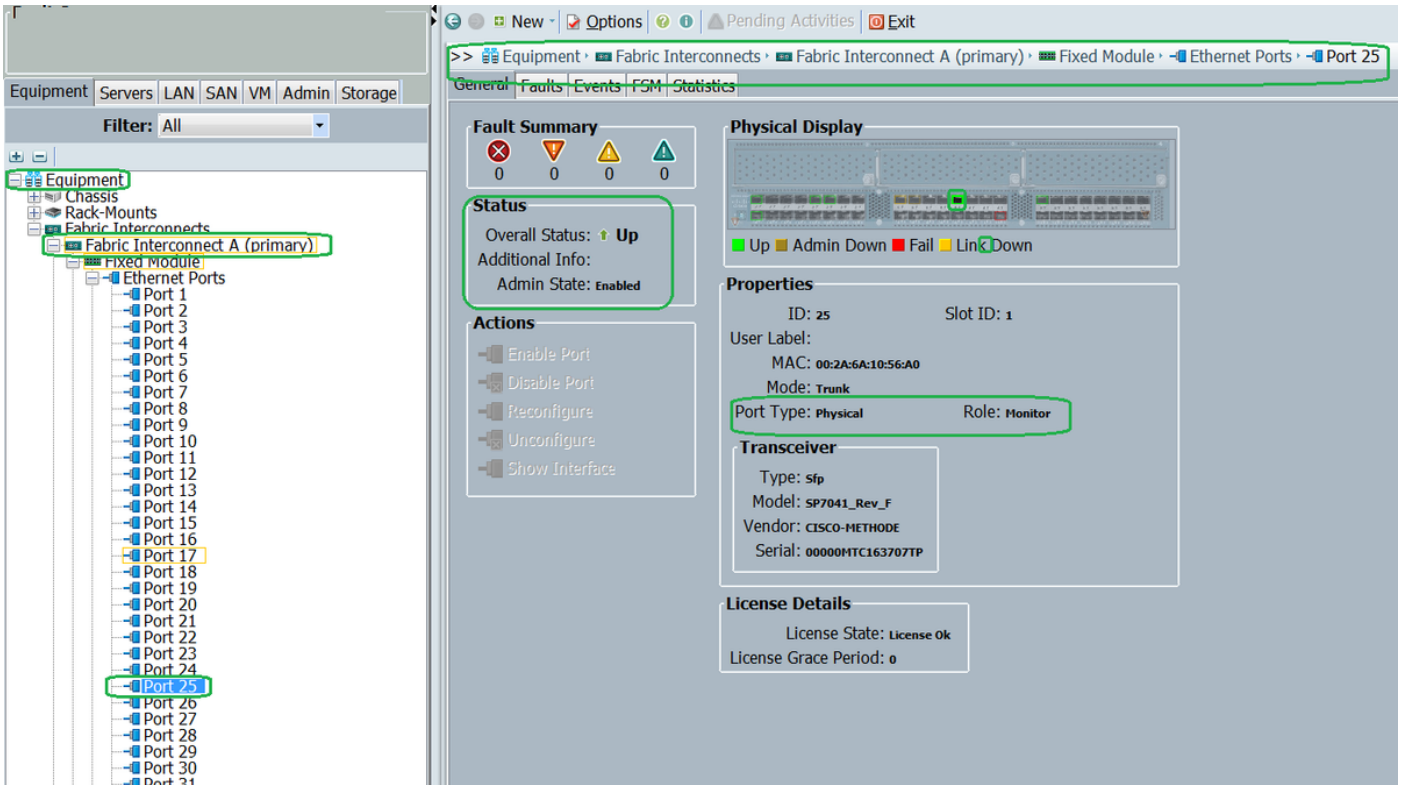 New Options Pending Activities Exit
>> Equipment Fabric Interconnects Fabric Interconnect A (primary) Fixed Module Ethernet Ports Port 25
Equipment Servers LAN SAN VM Admin Storage
Filter: All
Equipment
Chassis
Rack-Mounts
Fabric Interconnects
Fabric Interconnect A (primary)
Fixed Module
Ethernet Ports
Port 1
Port 2
Port 3
Port 4
Port 5
Port 6
Port 7
Port 8
Port 9
Port 10
Port 11
Port 12
Port 13
Port 14
Port 15
Port 16
Port 17
Port 18
Port 19
Port 20
Port 21
Port 22
Port 23
Port 24
Port 25
Port 26
Port 27
Port 28
Port 29
Port 30
Port 31
General Faults Events FSM Statistics
Fault Summary
0 0 0 0
Status
Overall Status: Up
Additional Info:
Admin State: Enabled
Actions
Enable Port
Disable Port
Reconfigure
Unconfigure
Show Interface
Physical Display
Up Admin Down Fail Link Down
Properties
ID: 25 Slot ID: 1
User Label:
MAC: 00:2A:6A:10:56:A0
Mode: Trunk
Port Type: Physical Role: Monitor
Transceiver
Type: Sfp
Model: SP7041_Rev_F
Vendor: CISCO-METHODE
Serial: 00000MTC163707TP
License Details
License State: License Ok
License Grace Period: 0